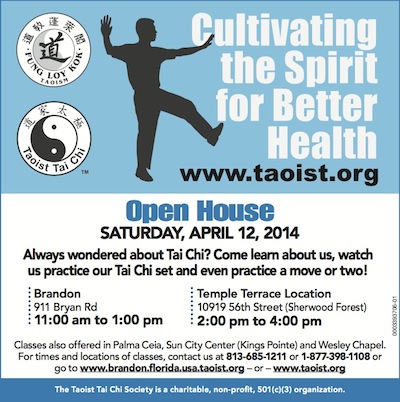 道教蓬萊閣
道
FUNG LOY KOK
TAOISM
道家太極
Taoist Tai Chi
TM
Cultivating
the Spirit
for Better
Health
www.taoist.org
Open House
SATURDAY, APRIL 12, 2014
Always wondered about Tai Chi? Come learn about us, watch
us practice our Tai Chi set and even practice a move or two!
Brandon
911 Bryan Rd
11:00 am to 1:00 pm
Temple Terrace Location
10919 56th Street (Sherwood Forest)
2:00 pm to 4:00 pm
Classes also offered in Palma Ceia, Sun City Center (Kings Pointe) and Wesley Chapel.
For times and locations of classes, contact us at 813-685-1211 or 1-877-398-1108 or
go to www.brandon.florida.usa.taoist.org – or – www.taoist.org
The Taoist Tai Chi Society is a charitable, non-profit, 501(c)(3) organization.